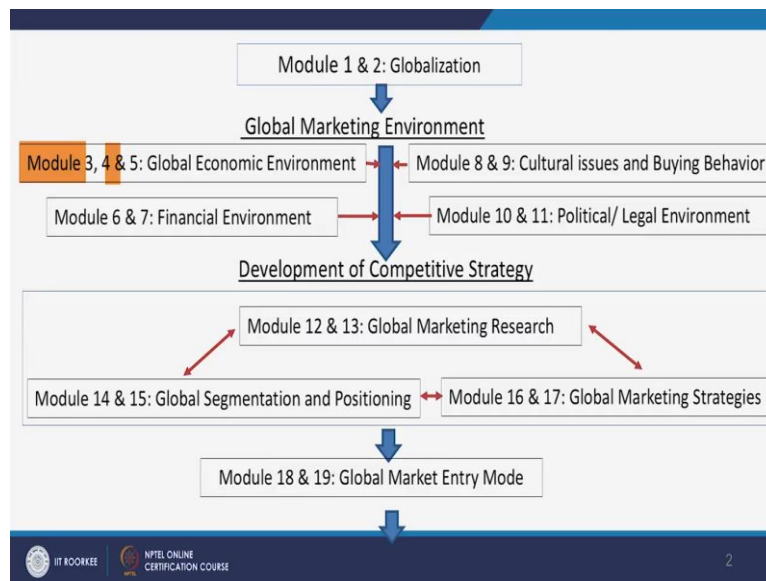 Module 1 & 2: Globalization
Global Marketing Environment
Module 3, 4 & 5: Global Economic Environment
Module 8 & 9: Cultural issues and Buying Behavior
Module 6 & 7: Financial Environment
Module 10 & 11: Political/ Legal Environment
Development of Competitive Strategy
Module 12 & 13: Global Marketing Research
Module 14 & 15: Global Segmentation and Positioning
Module 16 & 17: Global Marketing Strategies
Module 18 & 19: Global Market Entry Mode
IIT ROORKEE
NPTEL ONLINE
CERTIFICATION COURSE
2